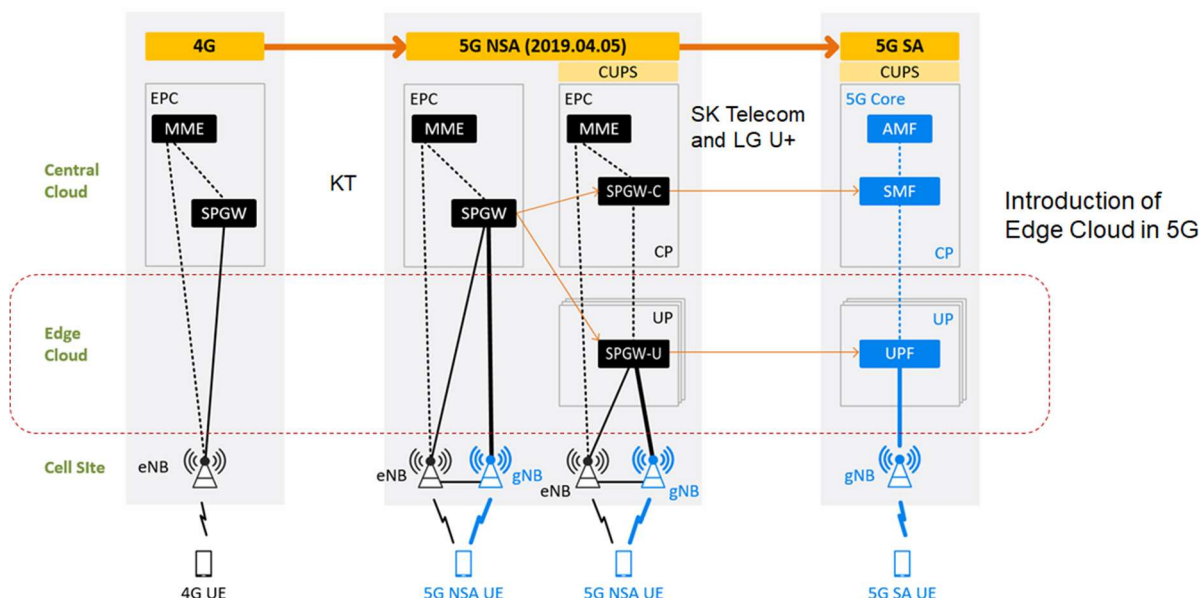 4G
5G NSA (2019.04.05)
5G SA
CUPS
CUPS
EPC
EPC
EPC
5G Core
MME
MME
MME
AMF
SK Telecom
and LG U+
Central
Cloud
KT
SPGW
SPGW
SPGW-C
SMF
Introduction of
Edge Cloud in 5G
CP
CP
Edge
Cloud
UP
UP
SPGW-U
UPF
Cell SIte
eNB
eNB
gNB
eNB
gNB
gNB
4G UE
5G NSA UE
5G NSA UE
5G SA UE